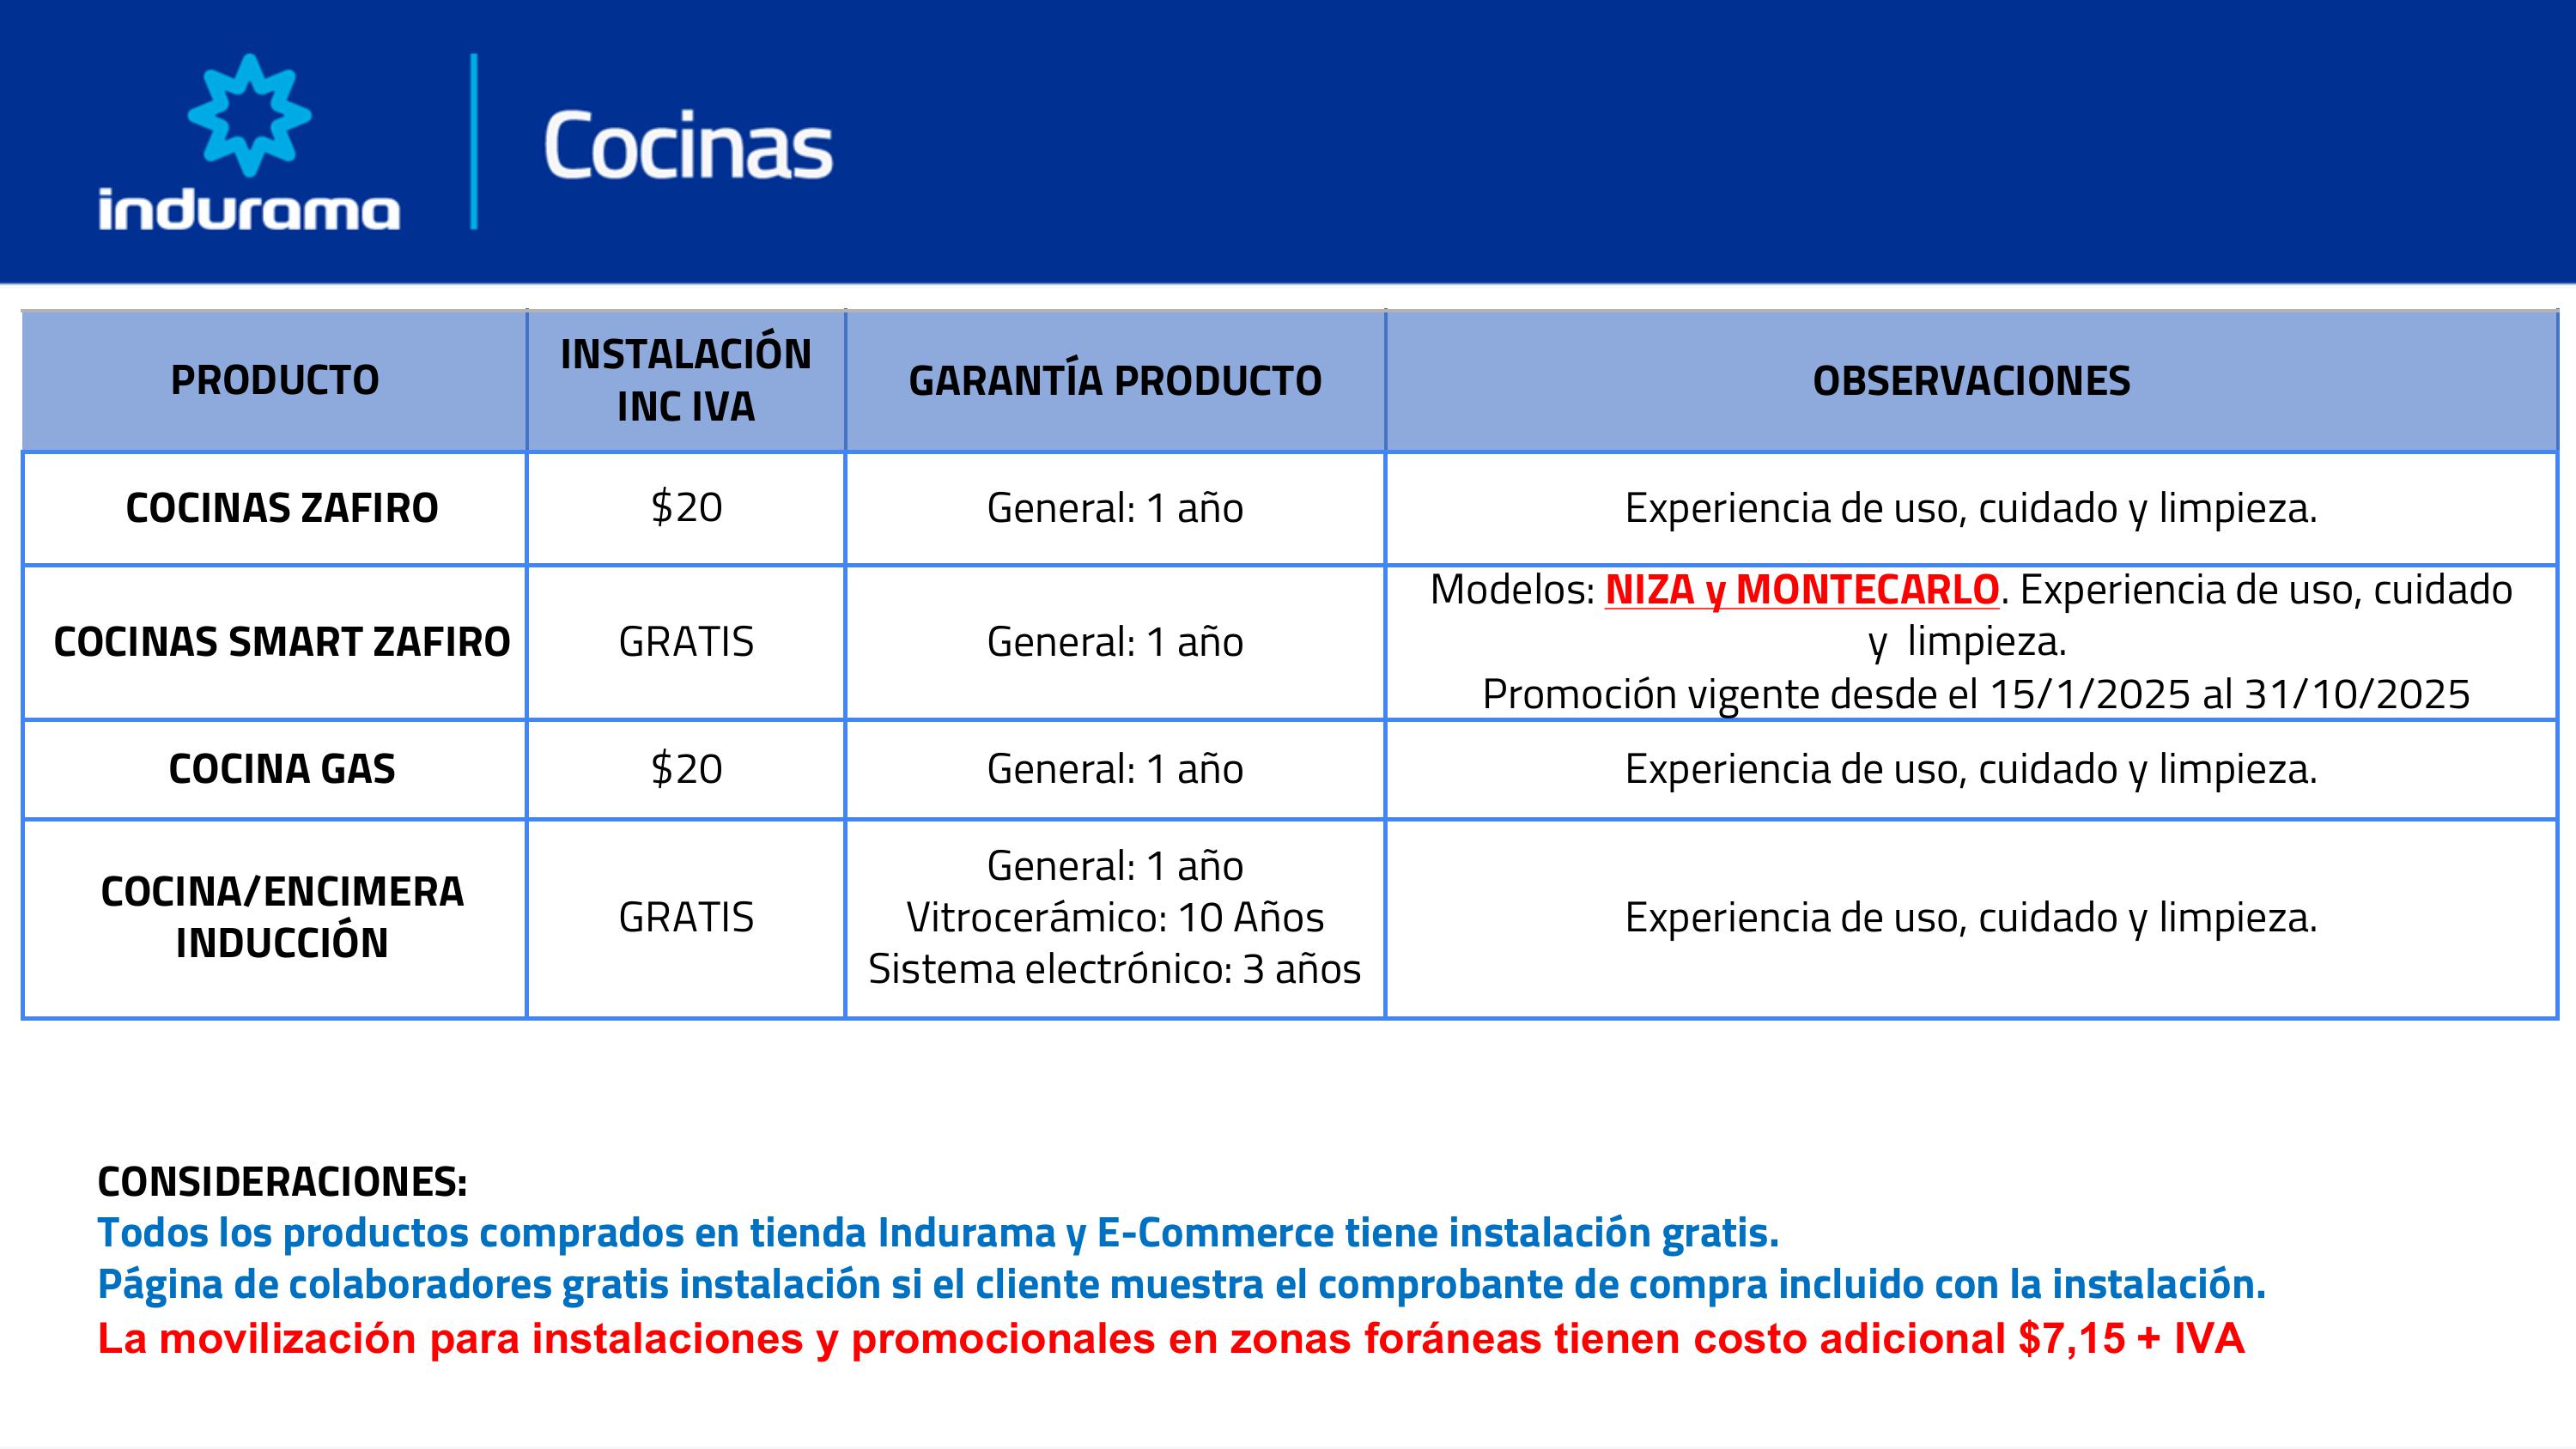 indurama
Cocinas
PRODUCTO
INSTALACIÓN
INC IVA
GARANTÍA PRODUCTO
OBSERVACIONES
COCINAS ZAFIRO
$20
General: 1 año
Experiencia de uso, cuidado y limpieza.
COCINAS SMART ZAFIRO
GRATIS
General: 1 año
Modelos: NIZA y MONTECARLO. Experiencia de uso, cuidado
y limpieza.
Promoción vigente desde el 15/1/2025 al 31/10/2025
COCINA GAS
$20
General: 1 año
Experiencia de uso, cuidado y limpieza.
COCINA/ENCIMERA
INDUCCIÓN
GRATIS
General: 1 año
Vitrocerámico: 10 Años
Sistema electrónico: 3 años
Experiencia de uso, cuidado y limpieza.
CONSIDERACIONES:
Todos los productos comprados en tienda Indurama y E-Commerce tiene instalación gratis.
Página de colaboradores gratis instalación si el cliente muestra el comprobante de compra incluido con la instalación.
La movilización para instalaciones y promocionales en zonas foráneas tienen costo adicional $7,15 + IVA